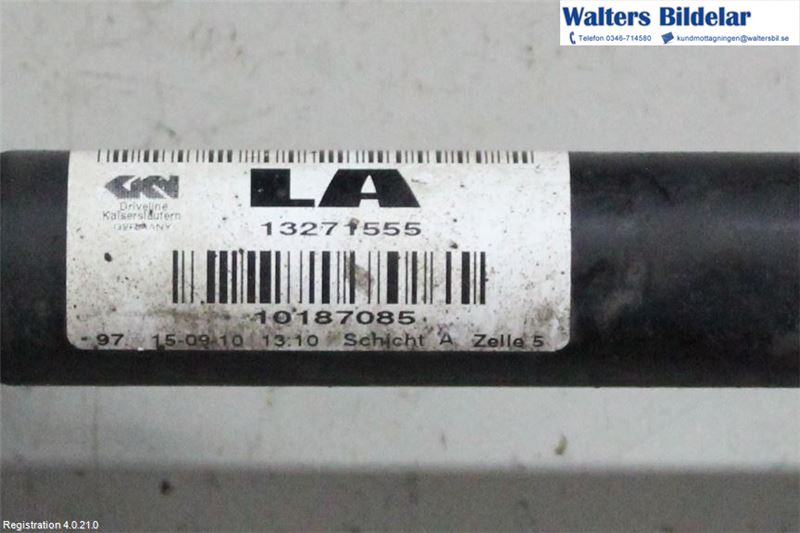 Walters Bildelar
Telefon 0346-714580 kundmottagningen@waltersbil.se
GKN
Driveline
Kaiserslautern
GERMANY
LA
13271555
10187085
- 97 15-09-10 13:10 Schicht A Zelle 5
Registration 4.0.21.0